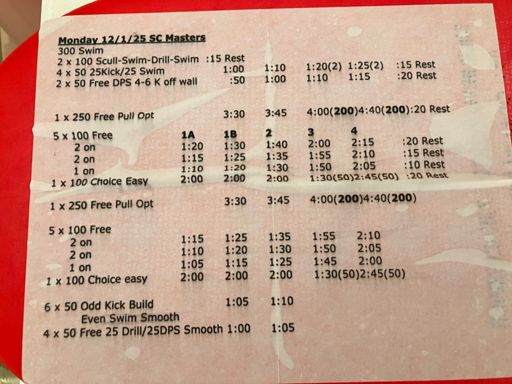 Monday 12/1/25 SC Masters
300 Swim
2 x 100 Scull-Swim-Drill-Swim :15 Rest
4 x 50 25Kick/25 Swim 1:00 1:10 1:20(2) 1:25(2) :15 Rest
2 x 50 Free DPS 4-6 K off wall :50 1:00 1:10 1:15 :20 Rest
1 x 250 Free Pull Opt 3:30 3:45 4:00(200)4:40(200):20 Rest
5 x 100 Free 1A 1B 2 3 4
2 on 1:20 1:30 1:40 2:00 2:15 :20 Rest
2 on 1:15 1:25 1:35 1:55 2:10 :15 Rest
1 on 1:10 1:20 1:30 1:50 2:05 :10 Rest
1 x 100 Choice Easy 2:00 2:00 2:00 1:30(50)2:45(50) :20 Rest
1 x 250 Free Pull Opt 3:30 3:45 4:00(200)4:40(200)
5 x 100 Free
2 on 1:15 1:25 1:35 1:55 2:10
2 on 1:10 1:20 1:30 1:50 2:05
1 on 1:05 1:15 1:25 1:45 2:00
1 x 100 Choice easy 2:00 2:00 2:00 1:30(50)2:45(50)
6 x 50 Odd Kick Build 1:05 1:10
Even Swim Smooth
4 x 50 Free 25 Drill/25DPS Smooth 1:00 1:05